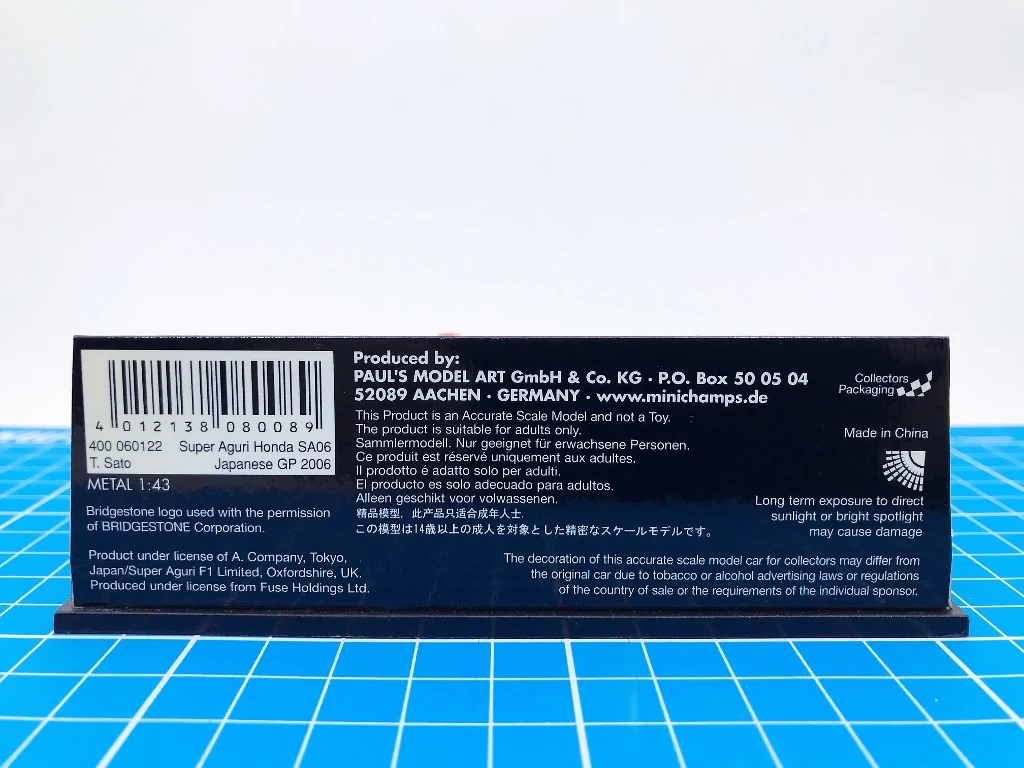 4 012138 080089
400 060122 Super Aguri Honda SA06
T. Sato Japanese GP 2006
METAL 1:43
Bridgestone logo used with the permission
of BRIDGESTONE Corporation.
Product under license of A. Company, Tokyo,
Japan/Super Aguri F1 Limited, Oxfordshire, UK.
Produced under license from Fuse Holdings Ltd.
Produced by:
PAUL'S MODEL ART GmbH & Co. KG · P.O. Box 50 05 04
52089 AACHEN · GERMANY · www.minichamps.de
This Product is an Accurate Scale Model and not a Toy.
The product is suitable for adults only.
Sammlermodell. Nur geeignet für erwachsene Personen.
Ce produit est réservé uniquement aux adultes.
Il prodotto é adatto solo per adulti.
El producto es solo adecuado para adultos.
Alleen geschikt voor volwassenen.
精品模型，此产品只适合成年人士.
この模型は14歳以上の成人を対象とした精密なスケールモデルです。
Collectors
Packaging
Made in China
Long term exposure to direct
sunlight or bright spotlight
may cause damage
The decoration of this accurate scale model car for collectors may differ from
the original car due to tobacco or alcohol advertising laws or regulations
of the country of sale or the requirements of the individual sponsor.